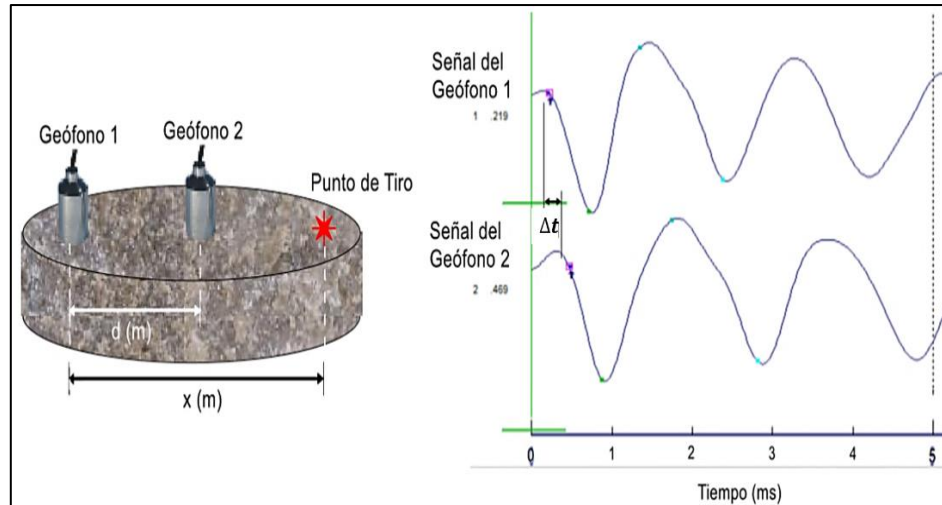 Geófono 1
Geófono 2
Punto de Tiro
d (m)
x (m)
Señal del
Geófono 1
1 .219
Δt
Señal del
Geófono 2
2 .469
0 1 2 3 4 5
Tiempo (ms)